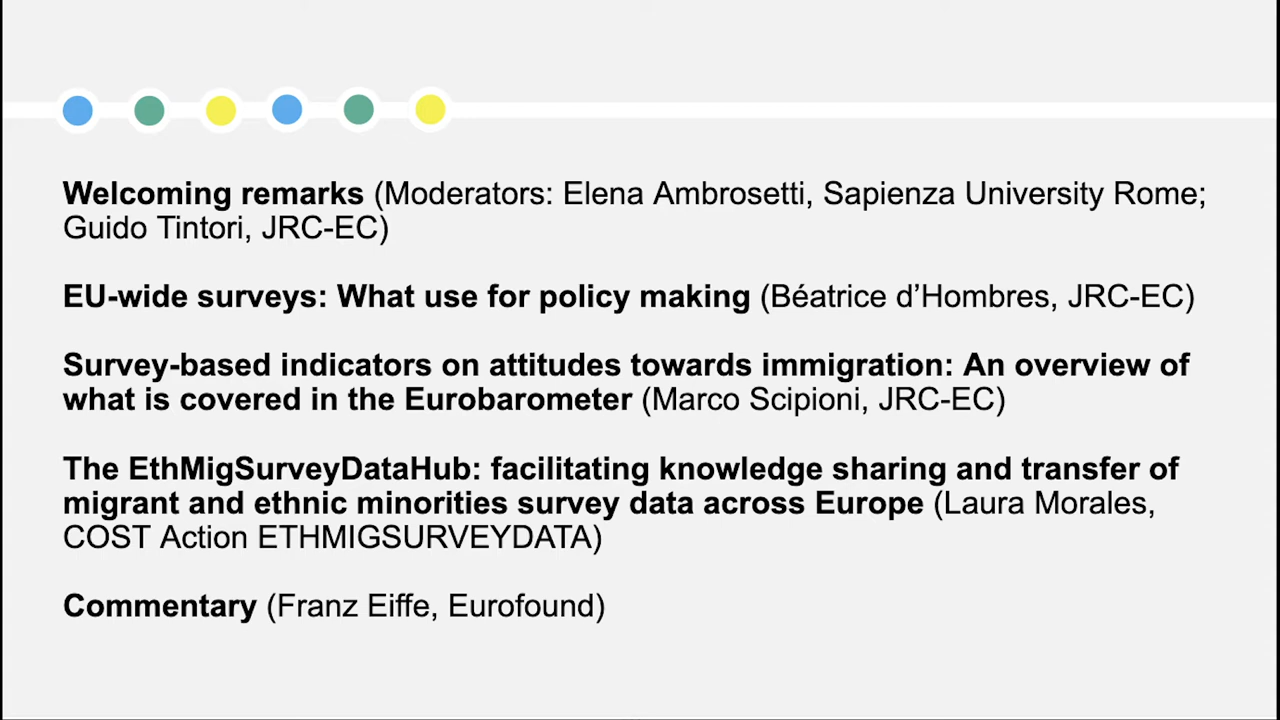 Welcoming remarks (Moderators: Elena Ambrosetti, Sapienza University Rome;
Guido Tintori, JRC-EC)
EU-wide surveys: What use for policy making (Béatrice d’Hombres, JRC-EC)
Survey-based indicators on attitudes towards immigration: An overview of
what is covered in the Eurobarometer (Marco Scipioni, JRC-EC)
The EthMigSurveyDataHub: facilitating knowledge sharing and transfer of
migrant and ethnic minorities survey data across Europe (Laura Morales,
COST Action ETHMIGSURVEYDATA)
Commentary (Franz Eiffe, Eurofound)